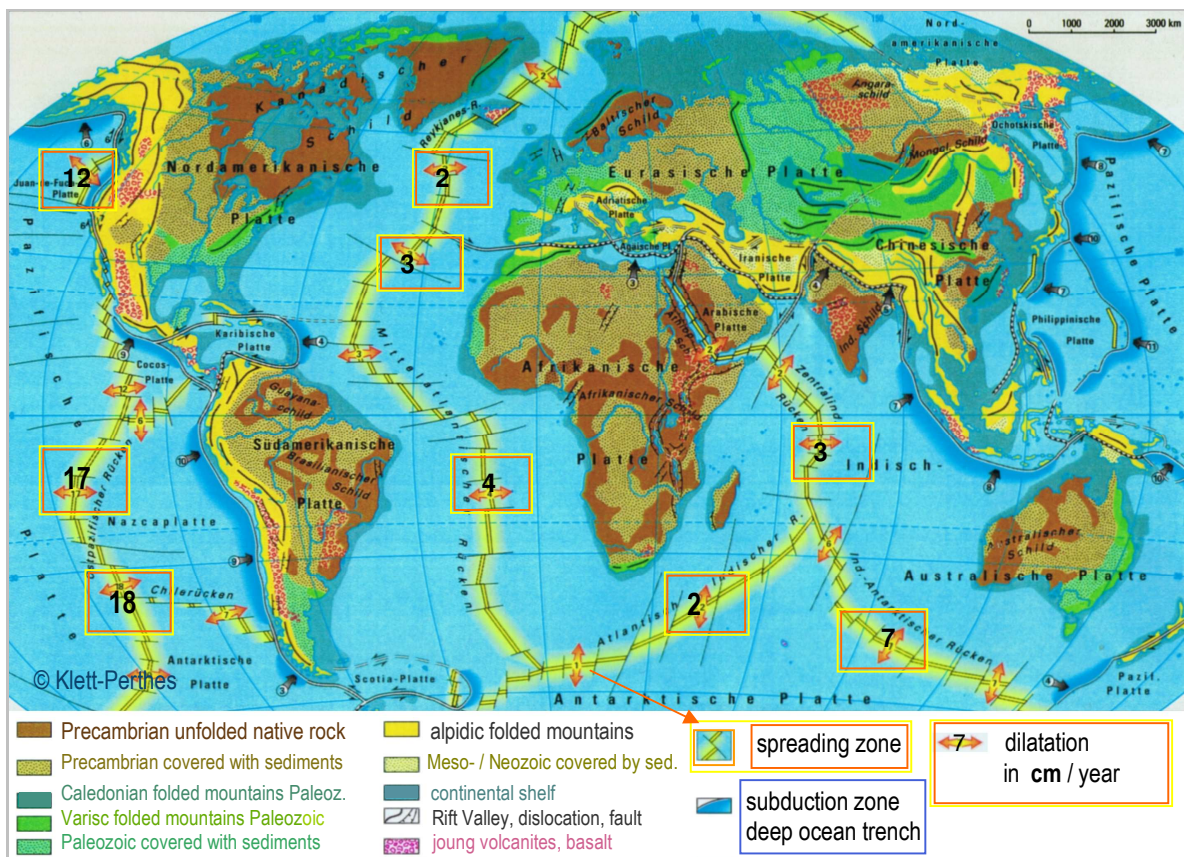 Nord-
amerikanische
Platte
0 1000 2000 3000 km
Kanadischer
Schild
Reykjanes-R.
Baltischer
Schild
Angara-
schild
Ochotskische
Platte
Mongol. Schild
12
Juan-de-Fuca-
Platte
Nordamerikanische
Platte
2
Eurasische Platte
Adriatische
Platte
Ägäische Pl.
Iranische
Platte
Chinesische
Platte
Pazifische Platte
3
Arabische
Platte
Ind. Schild
Philippinische
Platte
Karibische
Platte
Cocos-
Platte
Mittelatlantischer
Rücken
Afrikanische
Platte
Afrikanischer Schild
Zentralind.
Rücken
Guayana-
schild
Südamerikanische
Platte
Brasilianischer
Schild
17
Ostpazifischer Rücken
Nazcaplatte
4
3
Indisch-
Australische Platte
Australischer
Schild
18
Chilerücken
Atlantisch-Indischer R.
2
Ind.-Antarktischer Rücken
7
Pazifische Platte
Antarktische
Platte
Scotia-Platte
Antarktische Platte
Pazif.
Platte
© Klett-Perthes
Precambrian unfolded native rock
Precambrian covered with sediments
Caledonian folded mountains Paleoz.
Varisc folded mountains Paleozoic
Paleozoic covered with sediments
alpidic folded mountains
Meso- / Neozoic covered by sed.
continental shelf
Rift Valley, dislocation, fault
joung volcanites, basalt
spreading zone
subduction zone
deep ocean trench
7 dilatation
in cm / year